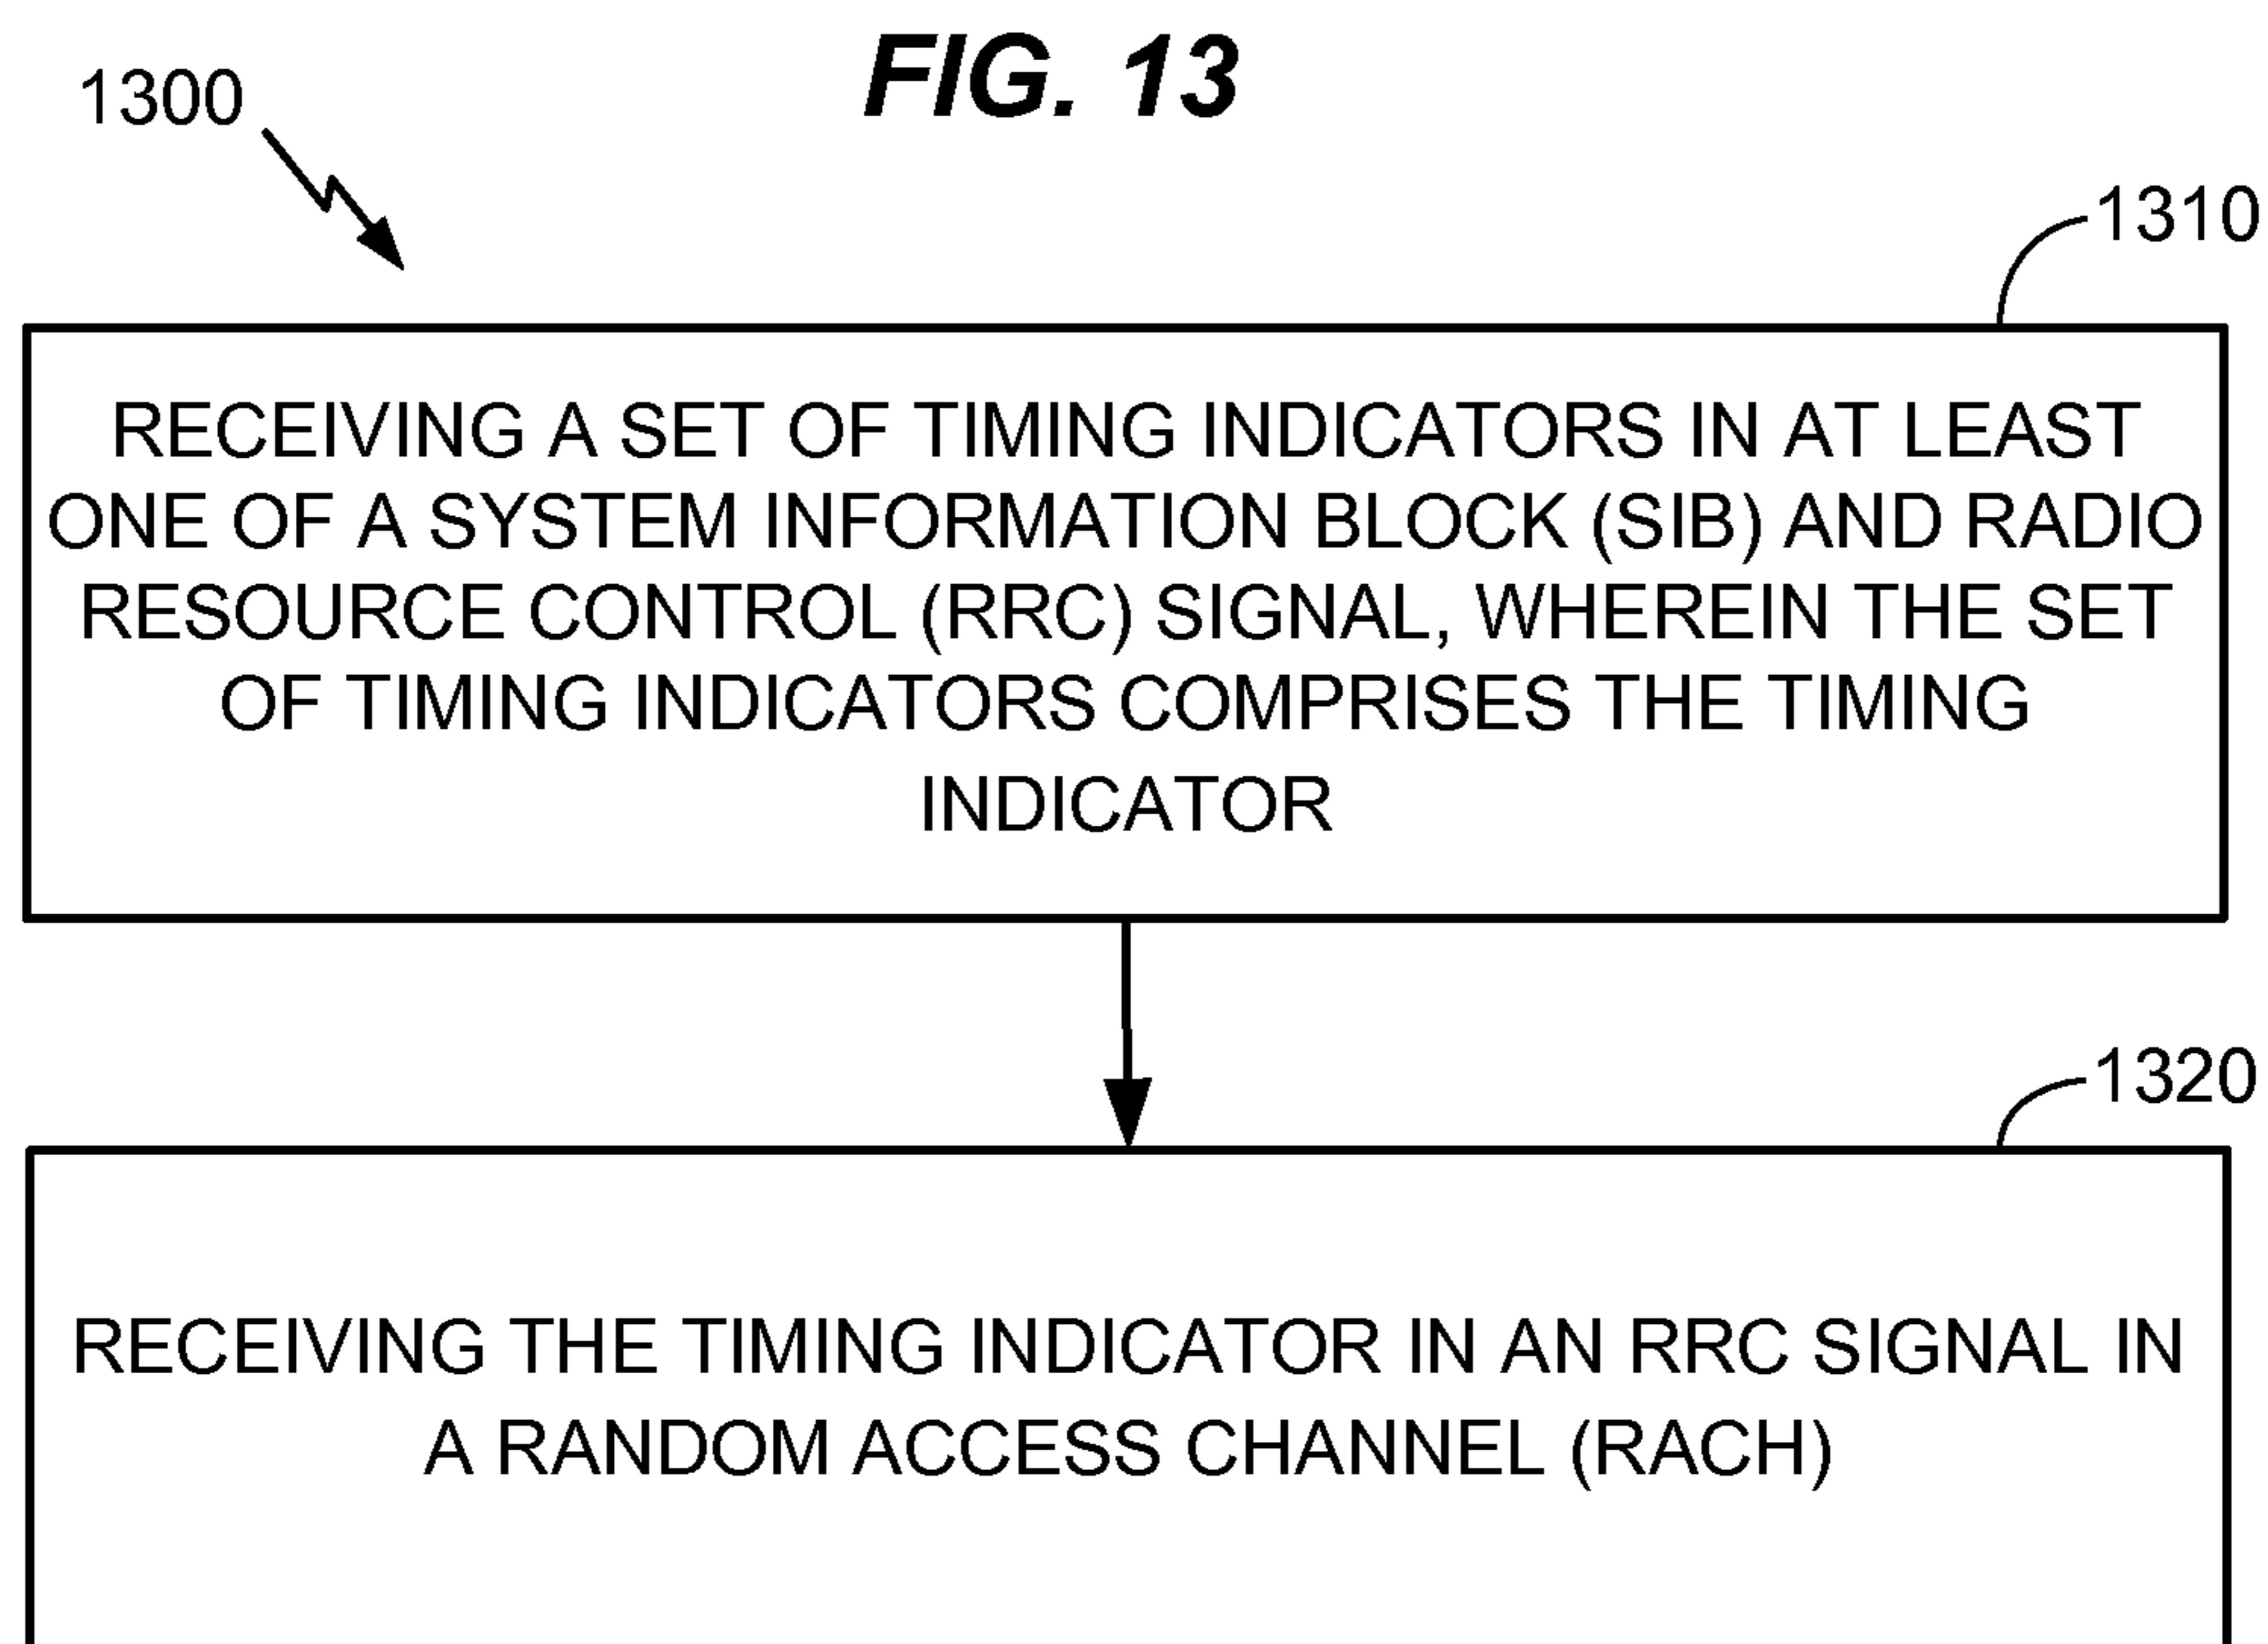 FIG. 13
1300
1310
RECEIVING A SET OF TIMING INDICATORS IN AT LEAST
ONE OF A SYSTEM INFORMATION BLOCK (SIB) AND RADIO
RESOURCE CONTROL (RRC) SIGNAL, WHEREIN THE SET
OF TIMING INDICATORS COMPRISES THE TIMING
INDICATOR
1320
RECEIVING THE TIMING INDICATOR IN AN RRC SIGNAL IN
A RANDOM ACCESS CHANNEL (RACH)